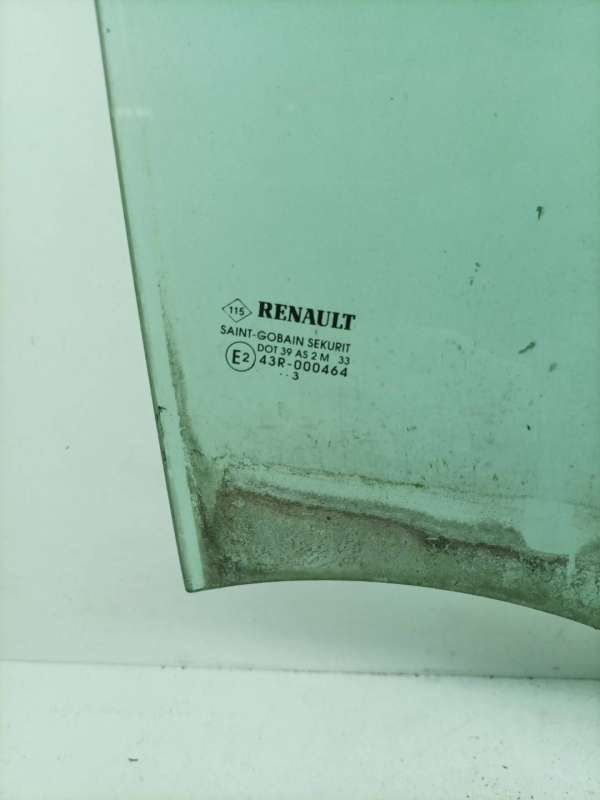 115 RENAULT
SAINT-GOBAIN SEKURIT
DOT 39 AS 2 M 33
E2 43R-000464
··3